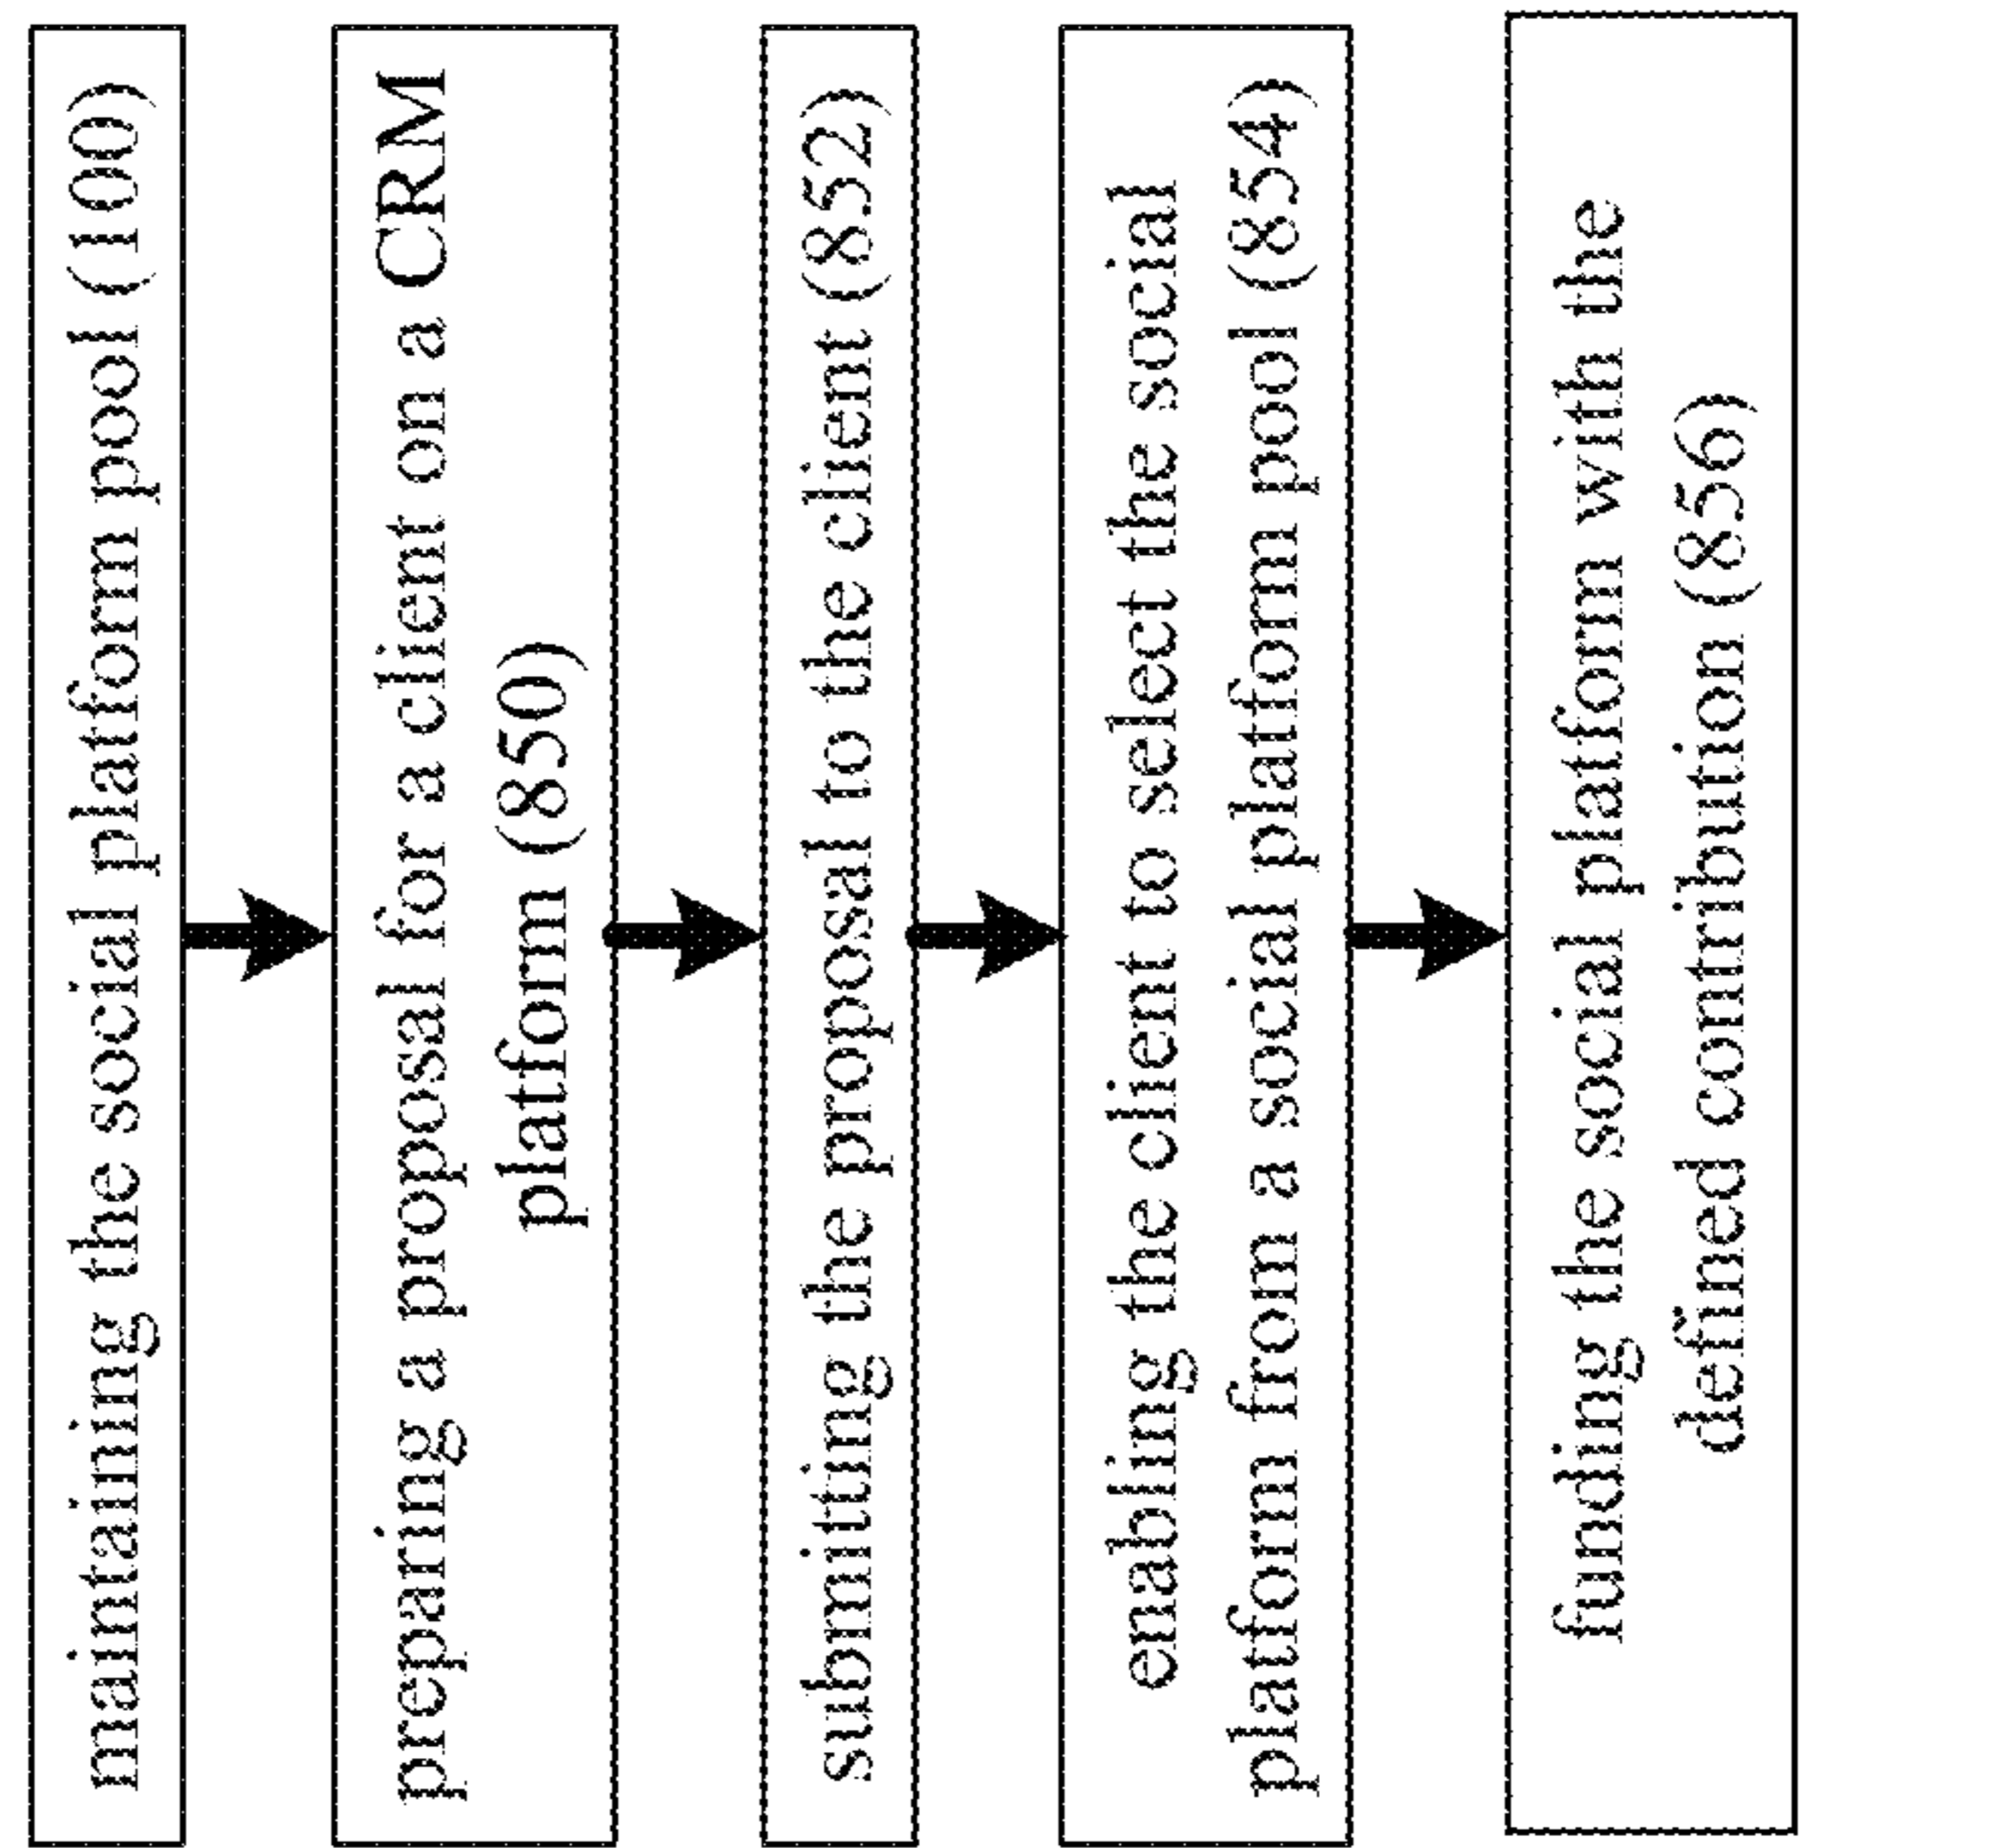 maintaining the social platform pool (100)
preparing a proposal for a client on a CRM
platform (850)
submitting the proposal to the client (852)
enabling the client to select the social
platform from a social platform pool (854)
funding the social platform with the
defined contribution (856)